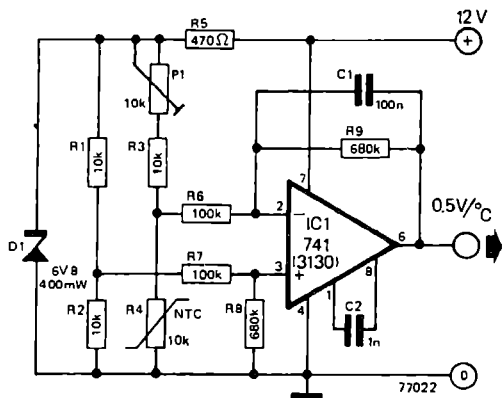 R5
470Ω
12 V
+
P1
10k
C1
100n
R1
10k
R3
10k
R9
680k
R6
100k
7
2
−
IC1
741
(3130)
6
0.5V/°C
D1
6V8
400mW
R7
100k
3
+
8
R2
10k
R4
NTC
10k
R8
680k
4
1
C2
1n
0
77022